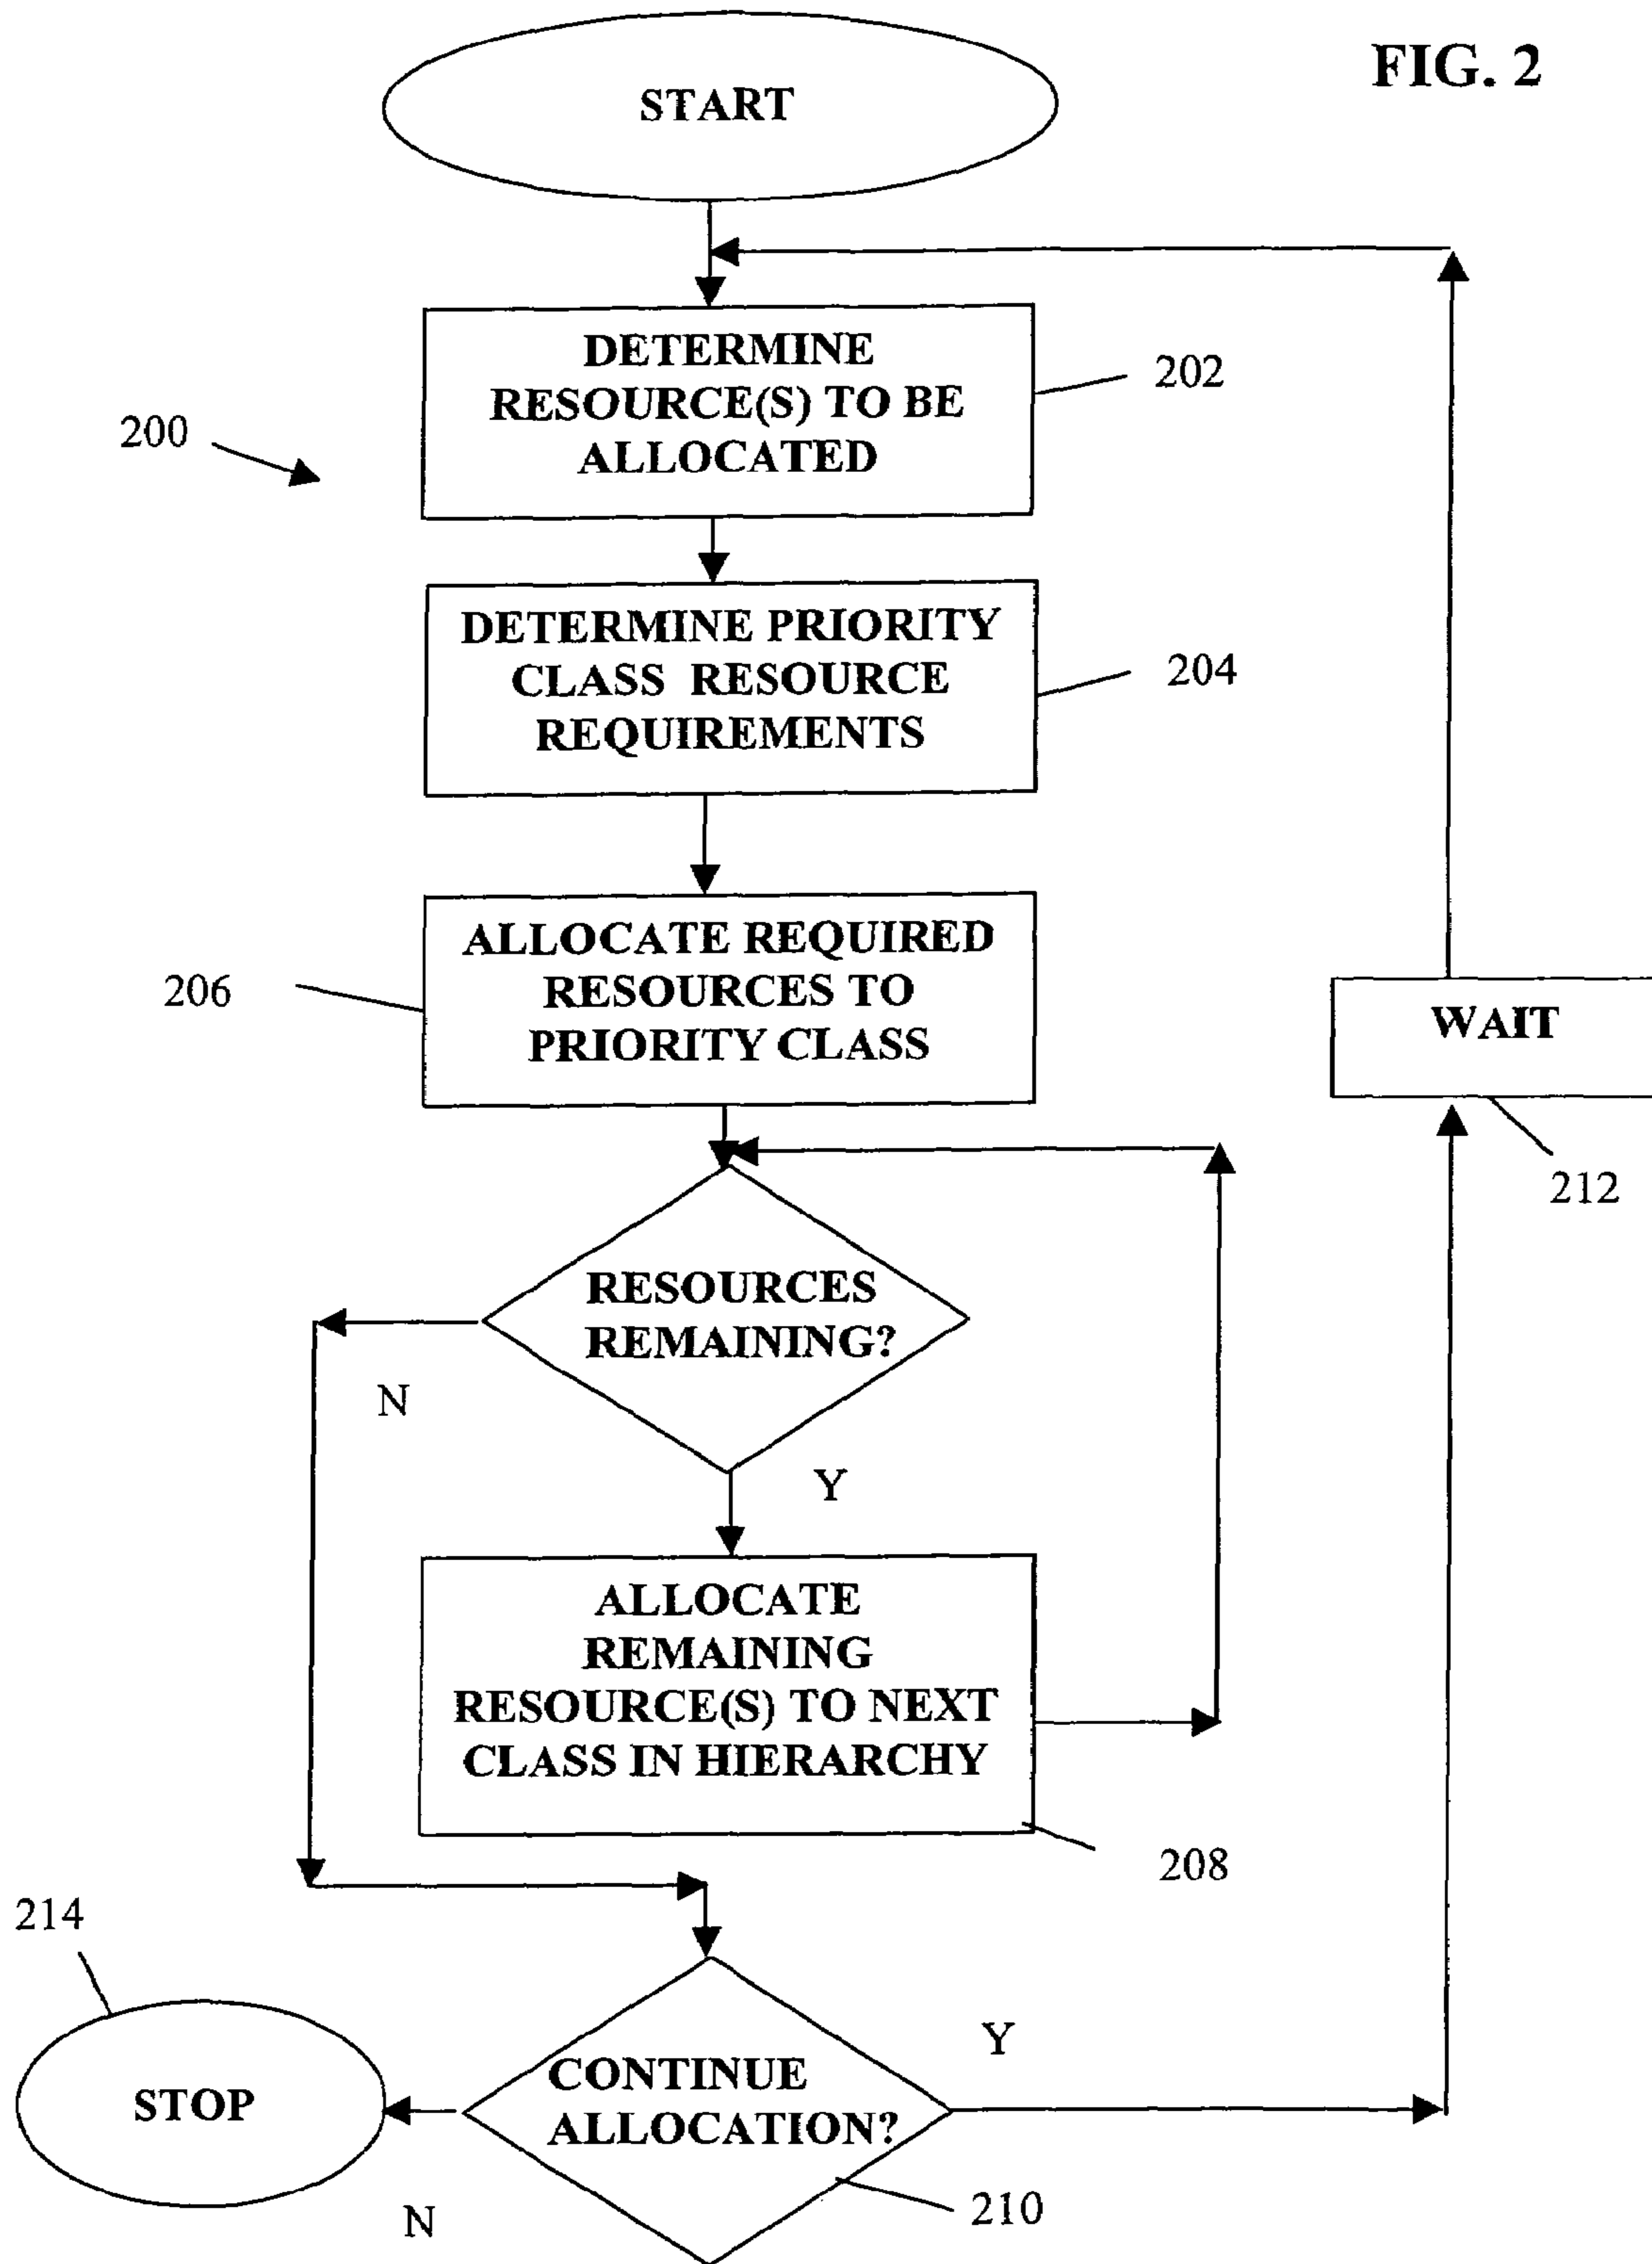 FIG. 2
START
DETERMINE
RESOURCE(S) TO BE
ALLOCATED
202
200
DETERMINE PRIORITY
CLASS RESOURCE
REQUIREMENTS
204
ALLOCATE REQUIRED
RESOURCES TO
PRIORITY CLASS
206
WAIT
212
RESOURCES
REMAINING?
N
Y
ALLOCATE
REMAINING
RESOURCE(S) TO NEXT
CLASS IN HIERARCHY
208
214
STOP
CONTINUE
ALLOCATION?
Y
N
210